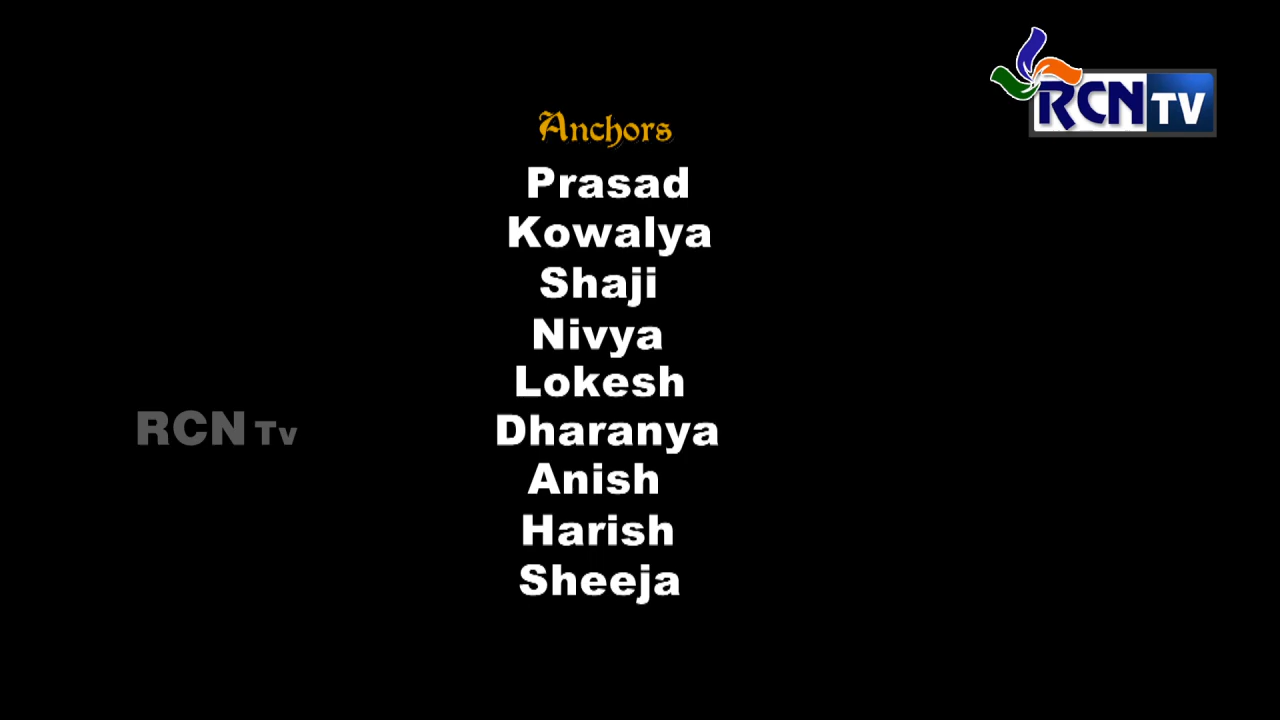 RCN TV
Anchors
Prasad
Kowalya
Shaji
Nivya
Lokesh
Dharanya
RCN Tv
Anish
Harish
Sheeja